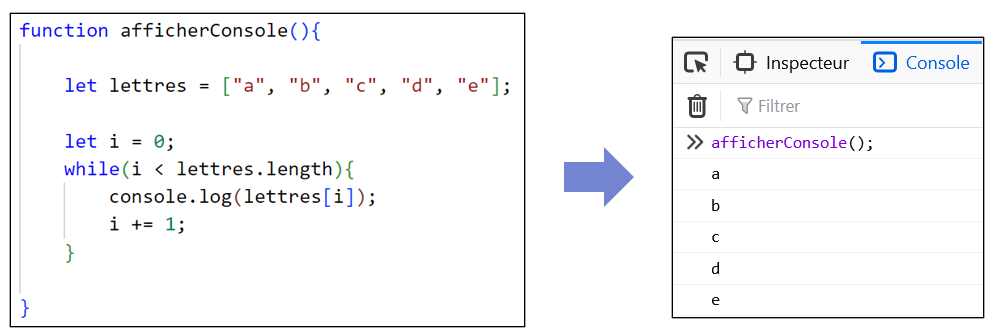 function afficherConsole(){
let lettres = ["a", "b", "c", "d", "e"];
let i = 0;
while(i < lettres.length){
console.log(lettres[i]);
i += 1;
}
}
Inspecteur Console
Filtrer
afficherConsole();
a
b
c
d
e